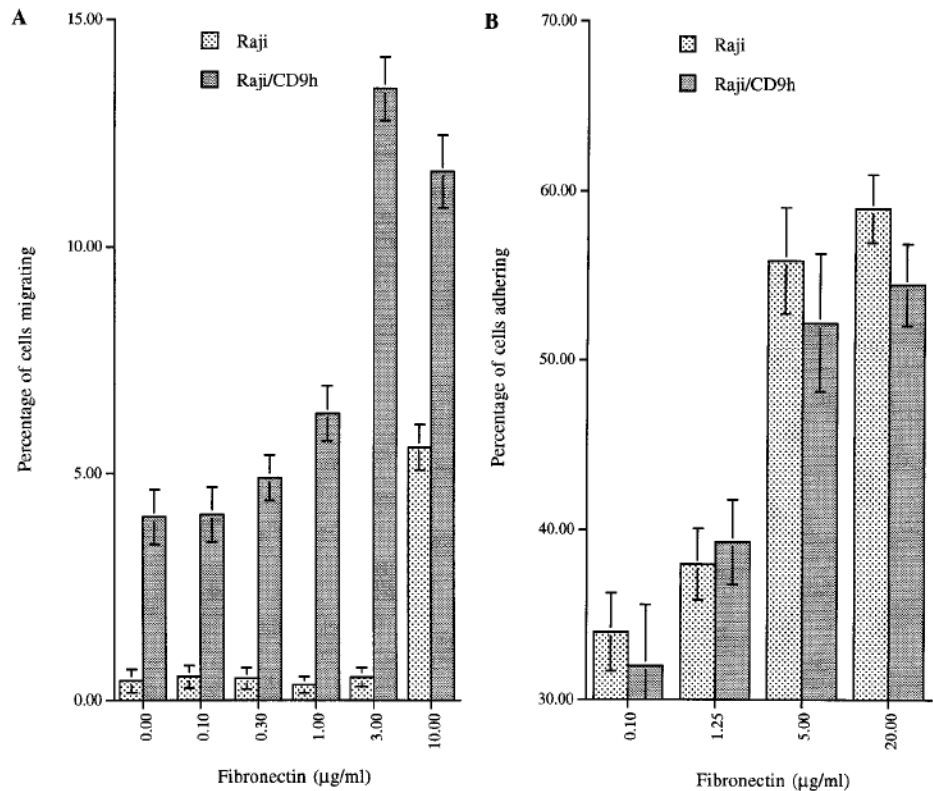 A
15.00
Raji
Raji/CD9h
10.00
5.00
0.00
Percentage of cells migrating
0.00
0.10
0.30
1.00
3.00
10.00
Fibronectin (μg/ml)
B
70.00
Raji
Raji/CD9h
60.00
50.00
40.00
30.00
Percentage of cells adhering
0.10
1.25
5.00
20.00
Fibronectin (μg/ml)